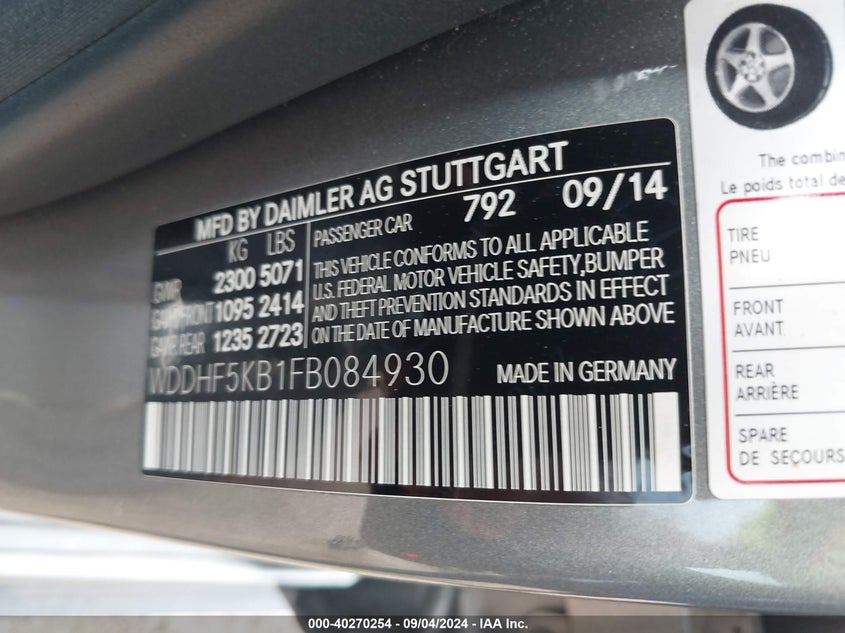 MFD BY DAIMLER AG STUTTGART
KG LBS
GVWR 2300 5071
GAWR FRONT 1095 2414
GAWR REAR 1235 2723
PASSENGER CAR 792 09/14
THIS VEHICLE CONFORMS TO ALL APPLICABLE
U.S. FEDERAL MOTOR VEHICLE SAFETY,BUMPER
AND THEFT PREVENTION STANDARDS IN EFFECT
ON THE DATE OF MANUFACTURE SHOWN ABOVE
WDDHF5KB1FB084930 MADE IN GERMANY
The combin
Le poids total de
TIRE
PNEU
FRONT
AVANT
REAR
ARRIÈRE
SPARE
DE SECOURS
000-40270254 - 09/04/2024 - IAA Inc.